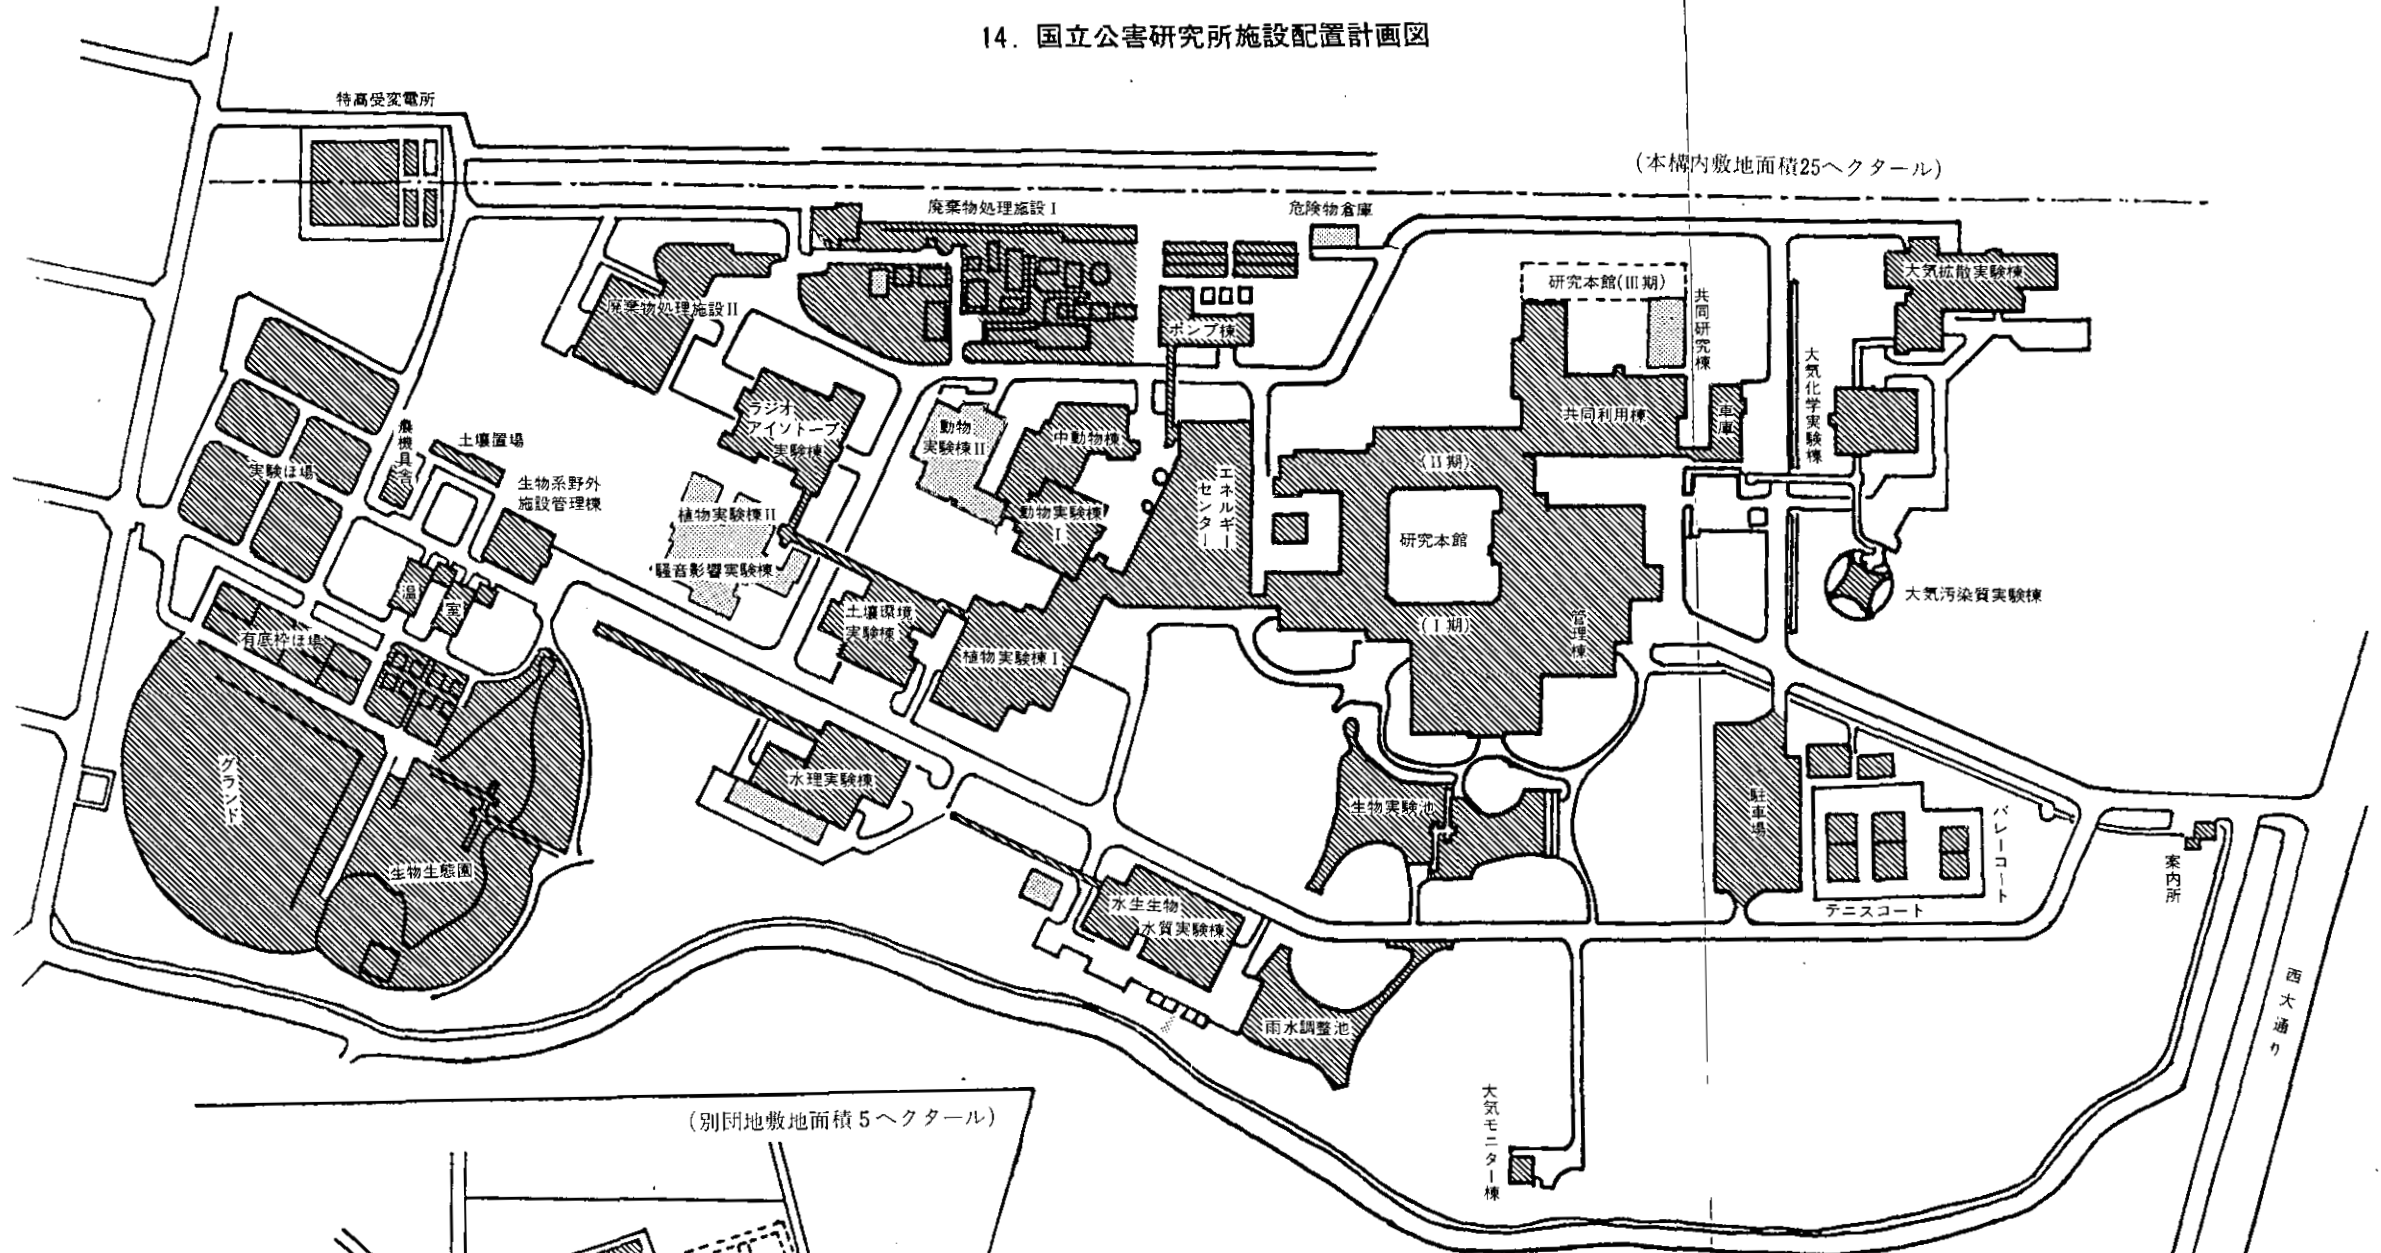 14. 国立公害研究所施設配置計画図
特高受変電所
(本構内敷地面積25ヘクタール)
廃棄物処理施設Ⅰ
危険物倉庫
大気拡散実験棟
研究本館(Ⅲ期)
共同研究棟
廃棄物処理施設Ⅱ
ポンプ棟
大気化学実験棟
ラジオ
アイソトープ
実験棟
動物
実験棟Ⅱ
中動物棟
共同利用棟
車庫
農機具舎
土壌置場
実験ほ場
生物系野外
施設管理棟
エネルギー
センター
(Ⅱ期)
植物実験棟Ⅱ
動物実験棟
Ⅰ
研究本館
騒音影響実験棟
温室
大気汚染質実験棟
有底枠ほ場
土壌環境
実験棟
(Ⅰ期)
管理棟
植物実験棟Ⅰ
グランド
水理実験棟
生物実験池
駐車場
バレーコート
生物生態園
案内所
水生生物
水質実験棟
テニスコート
西大通り
雨水調整池
大気モニター棟
(別団地敷地面積5ヘクタール)